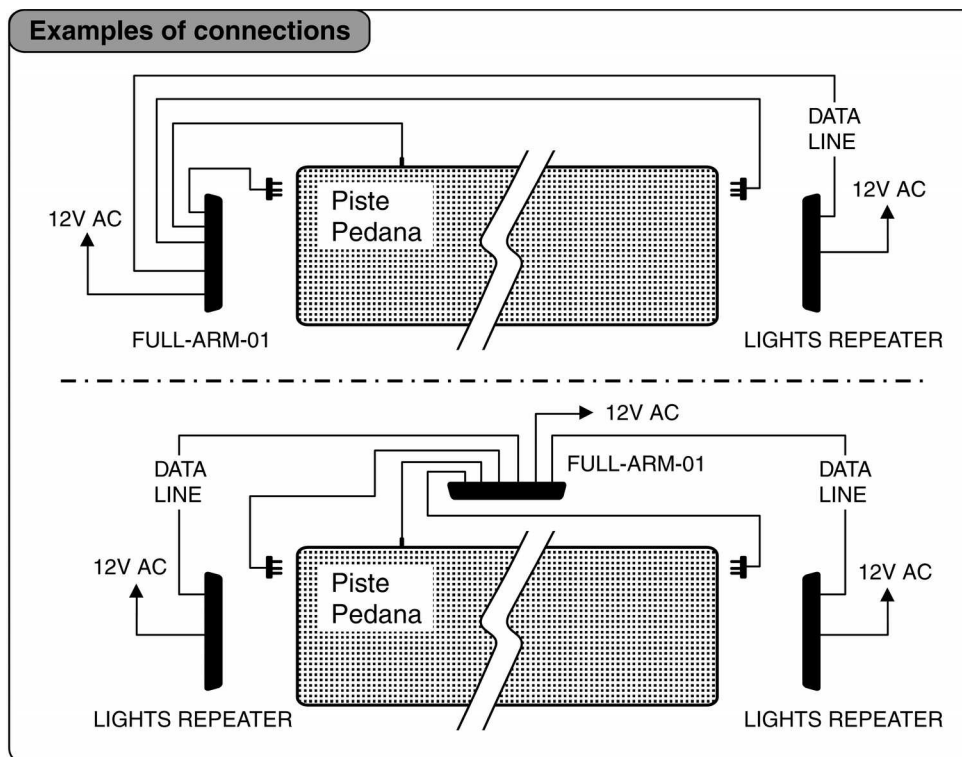 Examples of connections
DATA
LINE
Piste
Pedana
12V AC
12V AC
FULL-ARM-01
LIGHTS REPEATER
12V AC
FULL-ARM-01
DATA
LINE
DATA
LINE
12V AC
12V AC
Piste
Pedana
LIGHTS REPEATER
LIGHTS REPEATER